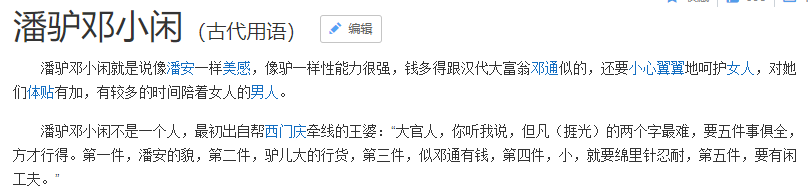 潘驴邓小闲（古代用语） 编辑
潘驴邓小闲就是说像潘安一样美感，像驴一样性能力很强，钱多得跟汉代大富翁邓通似的，还要小心翼翼地呵护女人，对她
们体贴有加，有较多的时间陪着女人的男人。
潘驴邓小闲不是一个人，最初出自帮西门庆牵线的王婆：“大官人，你听我说，但凡（捱光）的两个字最难，要五件事俱全，
方才行得。第一件，潘安的貌，第二件，驴儿大的行货，第三件，似邓通有钱，第四件，小，就要绵里针忍耐，第五件，要有闲
工夫。”